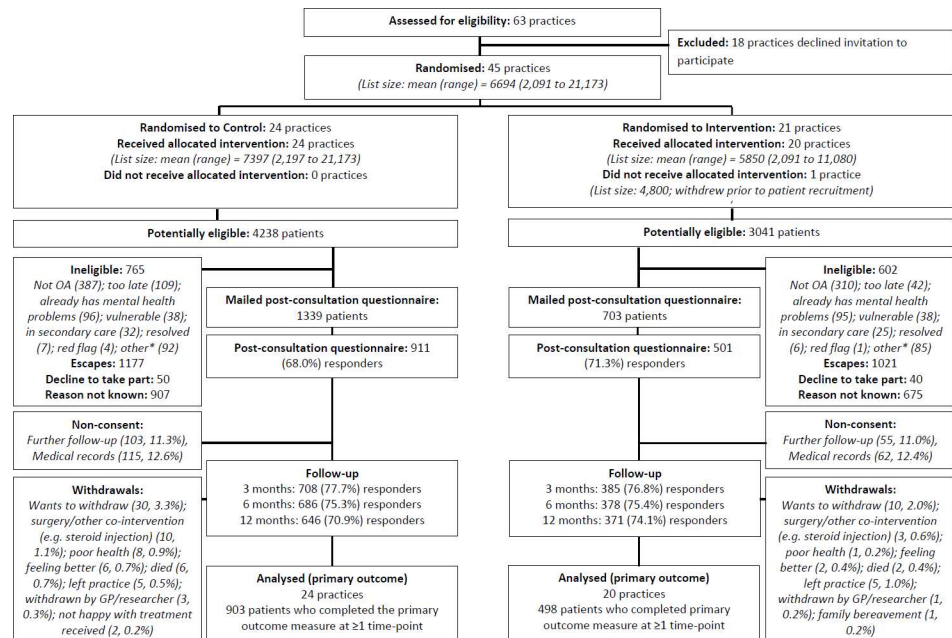 Assessed for eligibility: 63 practices
Excluded: 18 practices declined invitation to
participate
Randomised: 45 practices
(List size: mean (range) = 6694 (2,091 to 21,173)
Randomised to Control: 24 practices
Received allocated intervention: 24 practices
(List size: mean (range) = 7397 (2,197 to 21,173)
Did not receive allocated intervention: 0 practices
Randomised to Intervention: 21 practices
Received allocated intervention: 20 practices
(List size: mean (range) = 5850 (2,091 to 11,080)
Did not receive allocated intervention: 1 practice
(List size: 4,800; withdrew prior to patient recruitment)
Potentially eligible: 4238 patients
Potentially eligible: 3041 patients
Ineligible: 765
Not OA (387); too late (109);
already has mental health
problems (96); vulnerable (38);
in secondary care (32); resolved
(7); red flag (4); other* (92)
Escapes: 1177
Decline to take part: 50
Reason not known: 907
Mailed post-consultation questionnaire:
1339 patients
Post-consultation questionnaire: 911
(68.0%) responders
Mailed post-consultation questionnaire:
703 patients
Post-consultation questionnaire: 501
(71.3%) responders
Ineligible: 602
Not OA (310); too late (42);
already has mental health
problems (95); vulnerable (38);
in secondary care (25); resolved
(6); red flag (1); other* (85)
Escapes: 1021
Decline to take part: 40
Reason not known: 675
Non-consent:
Further follow-up (103, 11.3%),
Medical records (115, 12.6%)
Non-consent:
Further follow-up (55, 11.0%),
Medical records (62, 12.4%)
Follow-up
3 months: 708 (77.7%) responders
6 months: 686 (75.3%) responders
12 months: 646 (70.9%) responders
Follow-up
3 months: 385 (76.8%) responders
6 months: 378 (75.4%) responders
12 months: 371 (74.1%) responders
Withdrawals:
Wants to withdraw (30, 3.3%);
surgery/other co-intervention
(e.g. steroid injection) (10,
1.1%); poor health (8, 0.9%);
feeling better (6, 0.7%); died (6,
0.7%); left practice (5, 0.5%);
withdrawn by GP/researcher (3,
0.3%); not happy with treatment
received (2, 0.2%)
Analysed (primary outcome)
24 practices
903 patients who completed the primary
outcome measure at ≥1 time-point
Analysed (primary outcome)
20 practices
498 patients who completed primary
outcome measure at ≥1 time-point
Withdrawals:
Wants to withdraw (10, 2.0%);
surgery/other co-intervention
(e.g. steroid injection) (3, 0.6%);
poor health (1, 0.2%); feeling
better (2, 0.4%); died (2, 0.4%);
left practice (5, 1.0%);
withdrawn by GP/researcher (1,
0.2%); family bereavement (1,
0.2%)